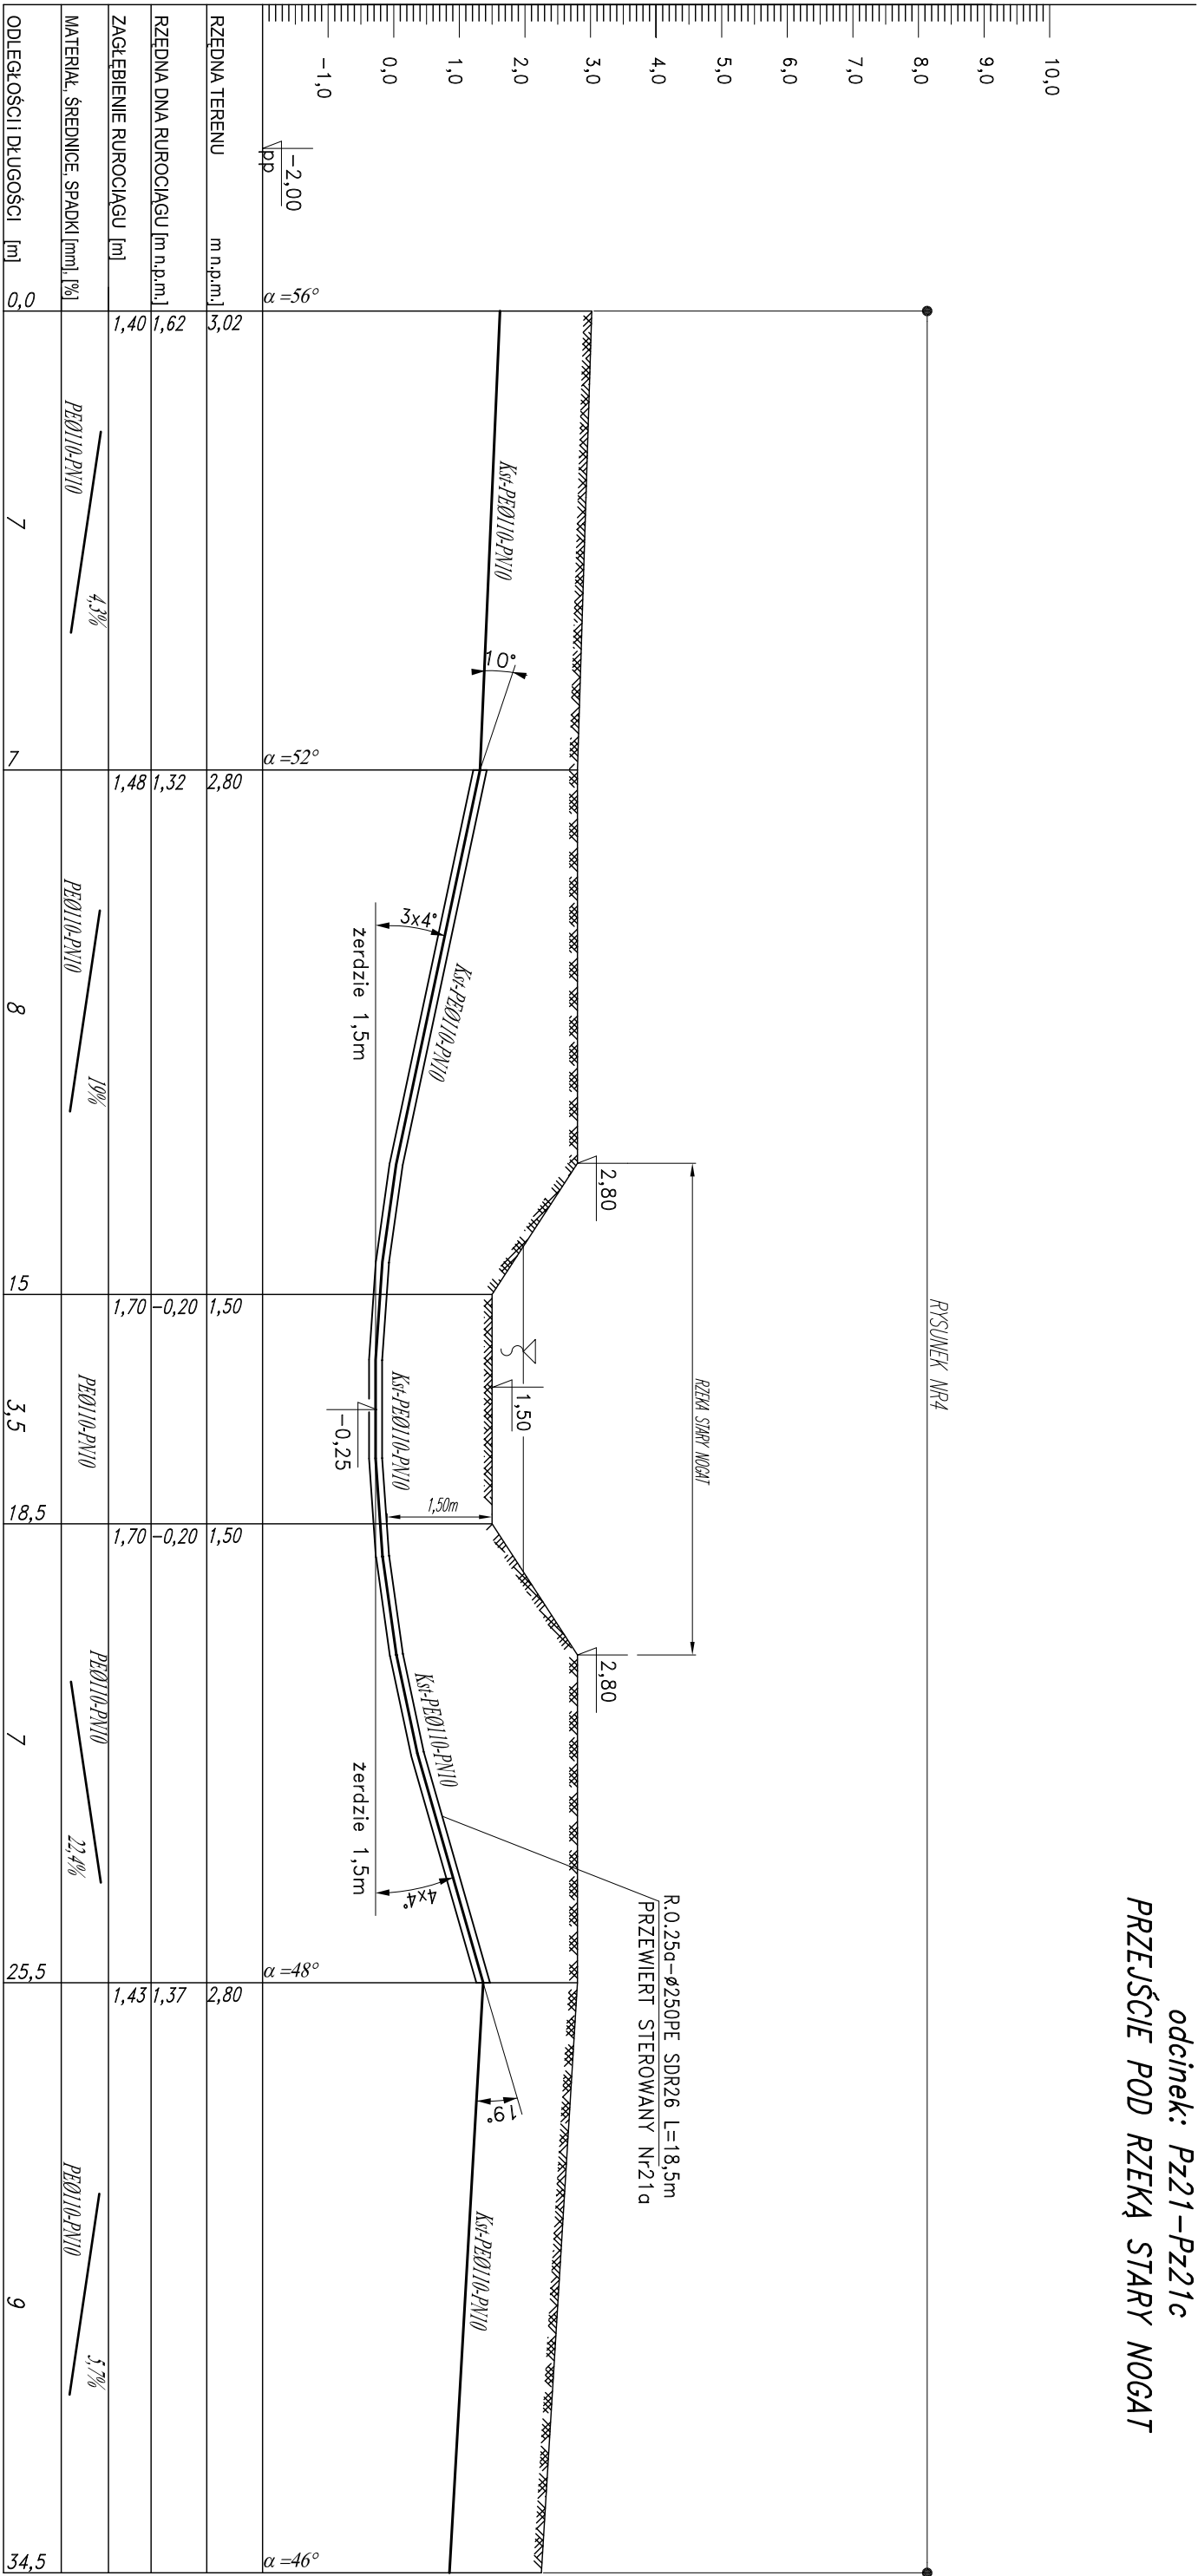 odcinek: Pz21-Pz21c
PRZEJŚCIE POD RZEKĄ STARY NOGAT
RYSUNEK NR4
10,0
9,0
8,0
7,0
6,0
5,0
4,0
3,0
2,0
1,0
0,0
-1,0
-2,00
pp
RZEKA STARY NOGAT
R.O.25a-ø250PE SDR26 L=18,5m
PRZEWIERT STEROWANY Nr21a
2,80
2,80
1,50
1,50m
-0,25
Kst-PEØ110-PN10
10°
Kst-PEØ110-PN10
3x4°
żerdzie 1,5m
Kst-PEØ110-PN10
Kst-PEØ110-PN10
4x4°
żerdzie 1,5m
19°
Kst-PEØ110-PN10
α =56° α =52° α =48° α =46°
RZĘDNA TERENU m n.p.m.] 3,02 2,80 1,50 1,50 2,80
RZĘDNA DNA RUROCIĄGU [m n.p.m.] 1,62 1,32 -0,20 -0,20 1,37
ZAGŁĘBIENIE RUROCIĄGU [m] 1,40 1,48 1,70 1,70 1,43
MATERIAŁ, ŚREDNICE, SPADKI [mm], [%] PEØ110-PN10 4,3% PEØ110-PN10 19% PEØ110-PN10 PEØ110-PN10 22,4% PEØ110-PN10 5,7%
ODLEGŁOŚCI I DŁUGOŚCI [m] 0,0 7 7 8 15 3,5 18,5 7 25,5 9 34,5